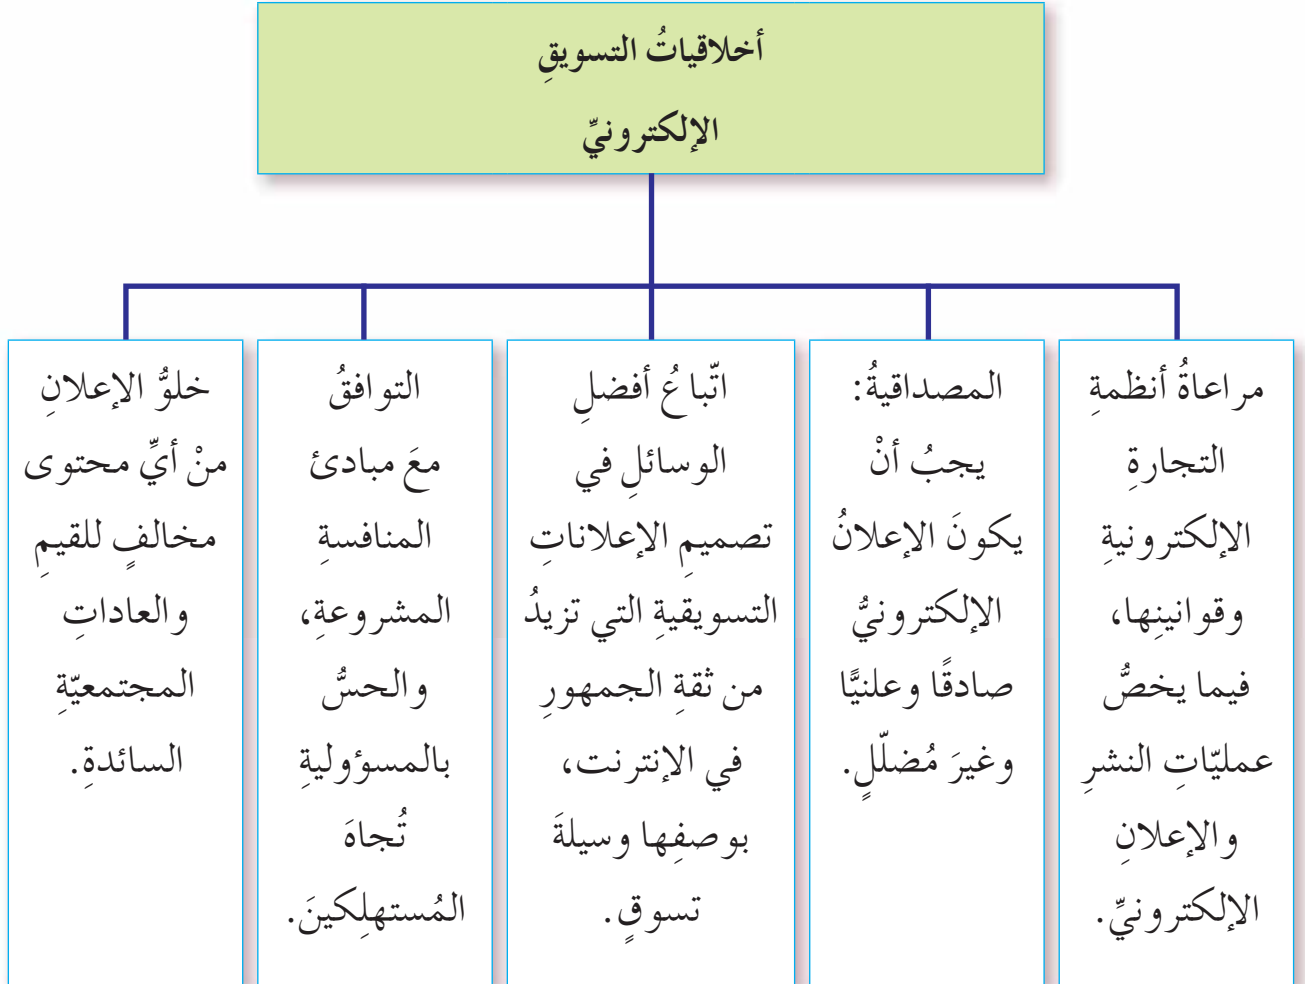 أخلاقياتُ التسويقِ
الإلكترونيِّ
مراعاةُ أنظمةِ
التجارةِ
الإلكترونيةِ
وقوانينِها،
فيما يخصُّ
عمليّاتِ النشرِ
والإعلانِ
الإلكترونيِّ.
المصداقيةُ:
يجبُ أنْ
يكونَ الإعلانُ
الإلكترونيُّ
صادقًا وعلنيًّا
وغيرَ مُضلّلٍ.
اتّباعُ أفضلِ
الوسائلِ في
تصميمِ الإعلاناتِ
التسويقيةِ التي تزيدُ
من ثقةِ الجمهورِ
في الإنترنت،
بوصفِها وسيلةَ
تسوقٍ.
التوافقُ
معَ مبادئ
المنافسةِ
المشروعةِ،
والحسُّ
بالمسؤوليةِ
تُجاهَ
المُستهلِكينَ.
خلوُّ الإعلانِ
منْ أيِّ محتوى
مخالفٍ للقيمِ
والعاداتِ
المجتمعيّةِ
السائدةِ.